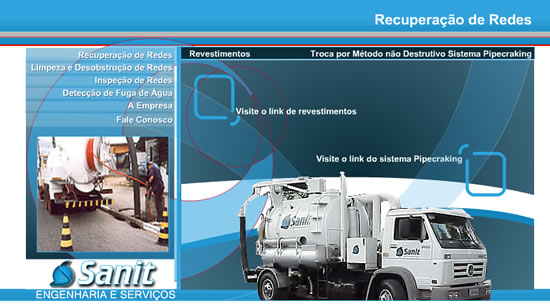 Recuperação de Redes
Recuperação de Redes
Limpeza e Desobstrução de Redes
Inspeção de Redes
Detecção de Fuga de Água
A Empresa
Fale Conosco
Revestimentos
Troca por Método não Destrutivo Sistema Pipecraking
Visite o link de revestimentos
Visite o link do sistema Pipecraking
Sanit
Sanit
ENGENHARIA E SERVIÇOS